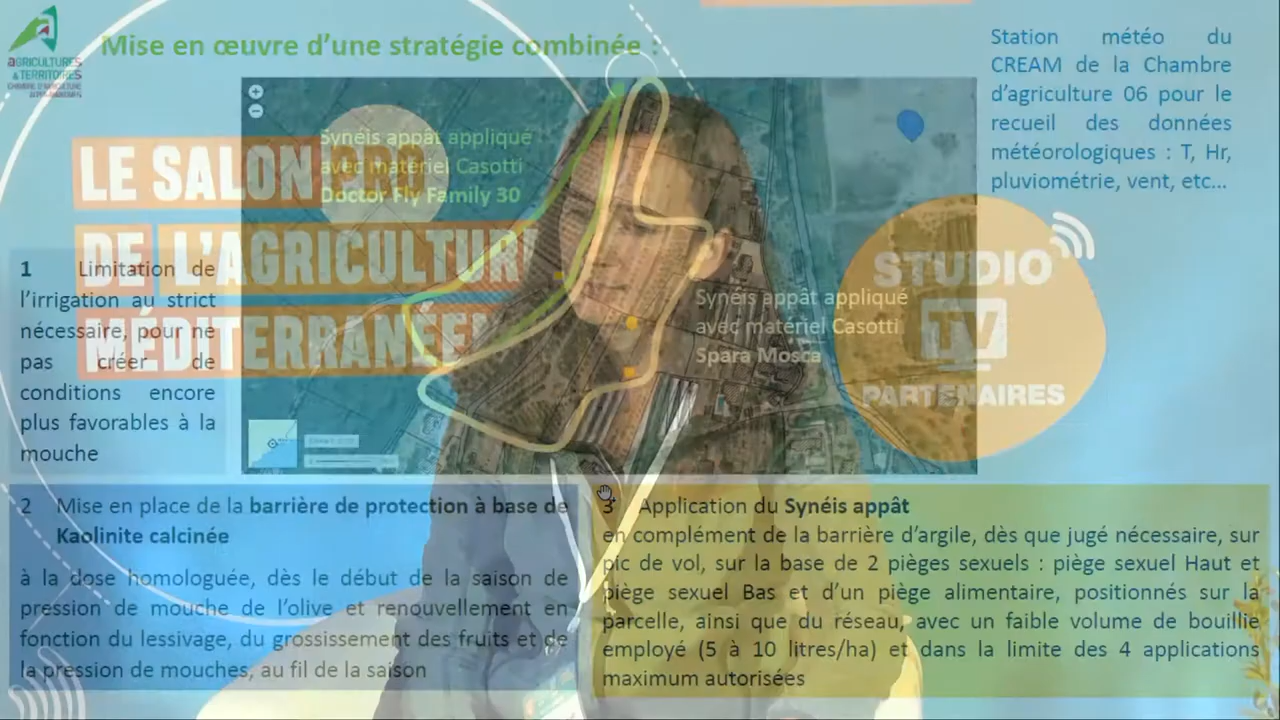 AGRICULTURES
& TERRITOIRES
CHAMBRE D'AGRICULTURE
ALPES-MARITIMES
Mise en œuvre d'une stratégie combinée :
Station météo du
CREAM de la Chambre
d'agriculture 06 pour le
recueil des données
météorologiques : T, Hr,
pluviométrie, vent, etc…
Synéis appât appliqué
avec matériel Casotti
Doctor Fly Family 30
LE SALON
DE L'AGRICULTURE
MÉDITERRANÉE
STUDIO
TV
PARTENAIRES
Synéis appât appliqué
avec matériel Casotti
Spara Mosca
1 Limitation de
l'irrigation au strict
nécessaire, pour ne
pas créer de
conditions encore
plus favorables à la
mouche
2 Mise en place de la barrière de protection à base de
Kaolinite calcinée
à la dose homologuée, dès le début de la saison de
pression de mouche de l'olive et renouvellement en
fonction du lessivage, du grossissement des fruits et de
la pression de mouches, au fil de la saison
3 Application du Synéis appât
en complément de la barrière d'argile, dès que jugé nécessaire, sur
pic de vol, sur la base de 2 pièges sexuels : piège sexuel Haut et
piège sexuel Bas et d'un piège alimentaire, positionnés sur la
parcelle, ainsi que du réseau, avec un faible volume de bouillie
employé (5 à 10 litres/ha) et dans la limite des 4 applications
maximum autorisées